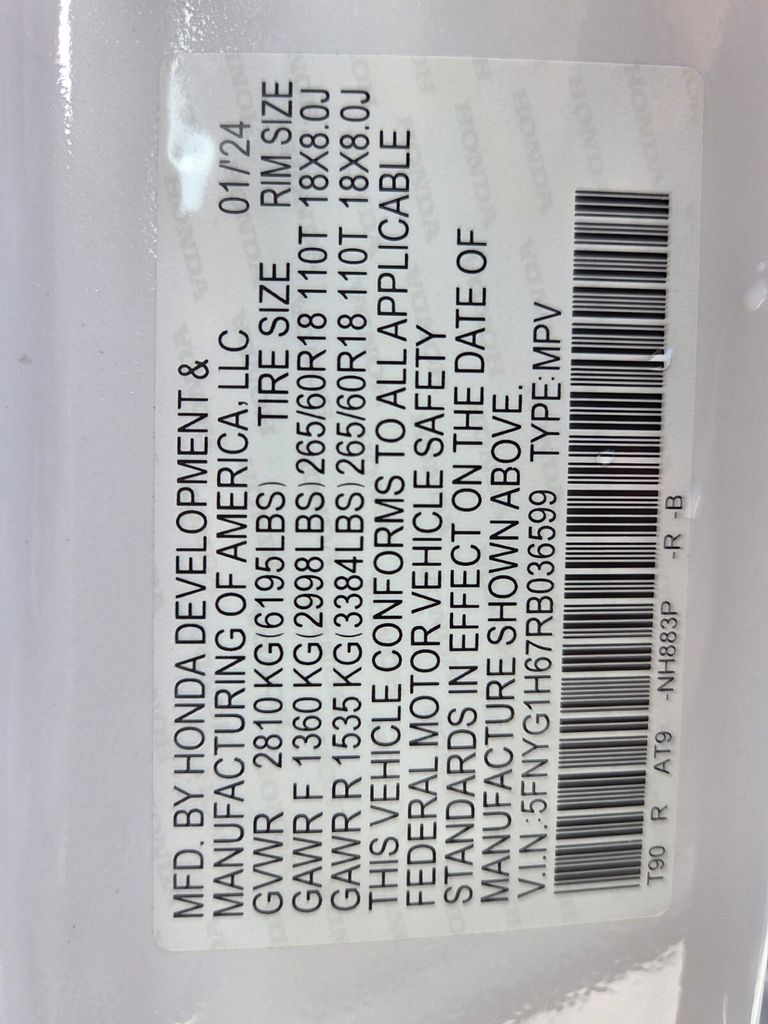 MFD. BY HONDA DEVELOPMENT &
MANUFACTURING OF AMERICA, LLC 01/'24
GVWR 2810 KG(6195LBS) TIRE SIZE RIM SIZE
GAWR F 1360 KG(2998LBS) 265/60R18 110T 18X8.0J
GAWR R 1535 KG(3384LBS) 265/60R18 110T 18X8.0J
THIS VEHICLE CONFORMS TO ALL APPLICABLE
FEDERAL MOTOR VEHICLE SAFETY
STANDARDS IN EFFECT ON THE DATE OF
MANUFACTURE SHOWN ABOVE.
V.I.N.:5FNYG1H67RB036599 TYPE:MPV
T90 R AT9 -NH883P -R -B